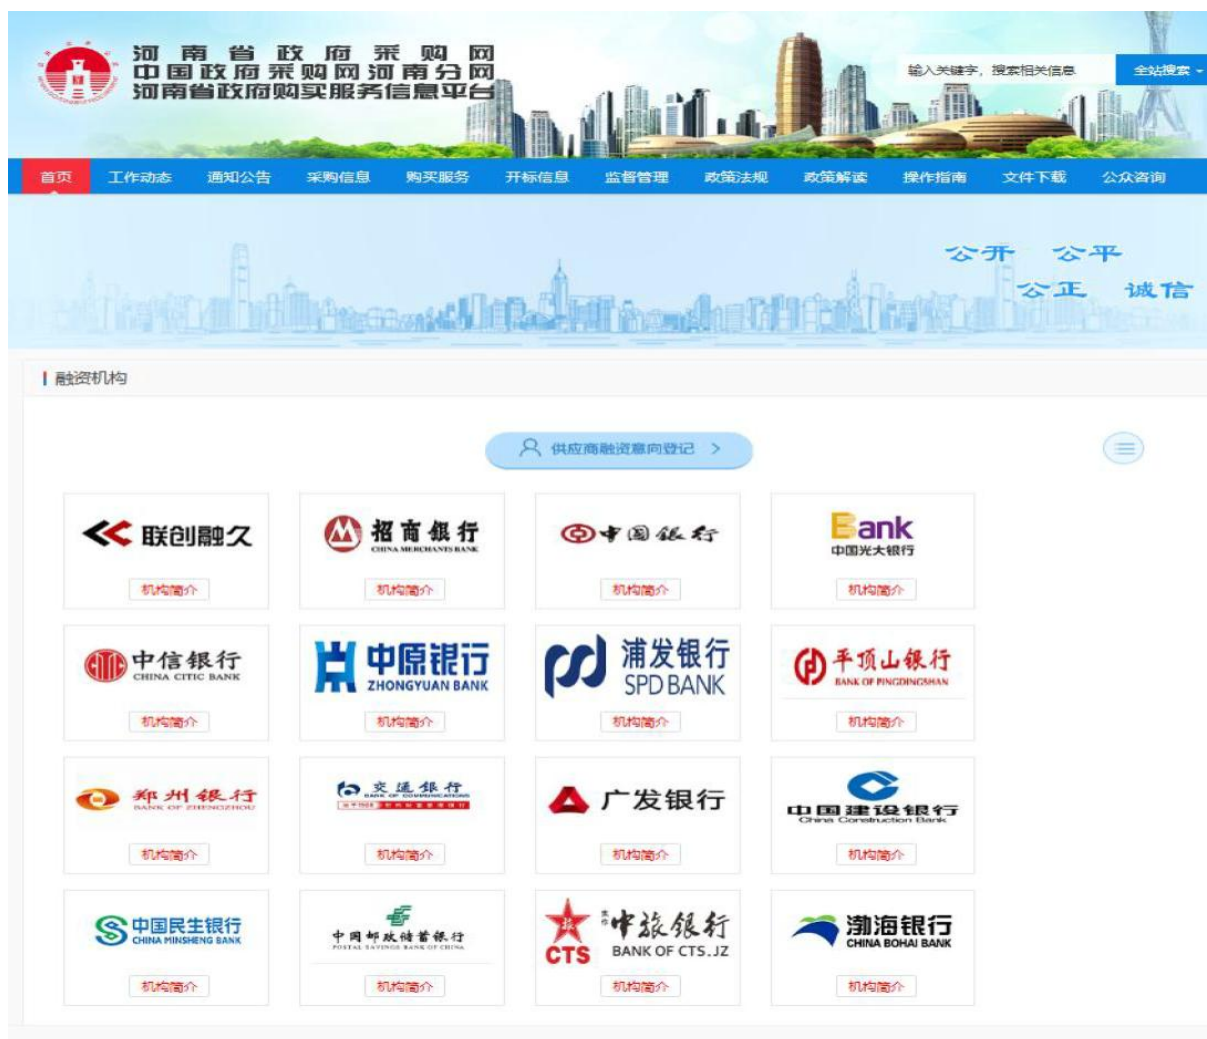 河南省政府采购网
中国政府采购网河南分网
河南省政府购买服务信息平台
输入关键字，搜索相关信息 全站搜索
首页 工作动态 通知公告 采购信息 购买服务 开标信息 监督管理 政策法规 政策解读 操作指南 文件下载 公众咨询
公开 公平
公正 诚信
融资机构
供应商融资意向登记 >
联创融久
机构简介
招商银行
CHINA MERCHANTS BANK
机构简介
中国银行
机构简介
Bank
中国光大银行
机构简介
中信银行
CHINA CITIC BANK
机构简介
中原银行
ZHONGYUAN BANK
机构简介
浦发银行
SPD BANK
机构简介
平顶山银行
BANK OF PINGDINGSHAN
机构简介
郑州银行
BANK OF ZHENGZHOU
机构简介
交通银行
BANK OF COMMUNICATIONS
机构简介
广发银行
机构简介
中国建设银行
China Construction Bank
机构简介
中国民生银行
CHINA MINSHENG BANK
机构简介
中国邮政储蓄银行
POSTAL SAVINGS BANK OF CHINA
机构简介
旅
CTS
焦作中旅银行
BANK OF CTS.JZ
机构简介
渤海银行
CHINA BOHAI BANK
机构简介